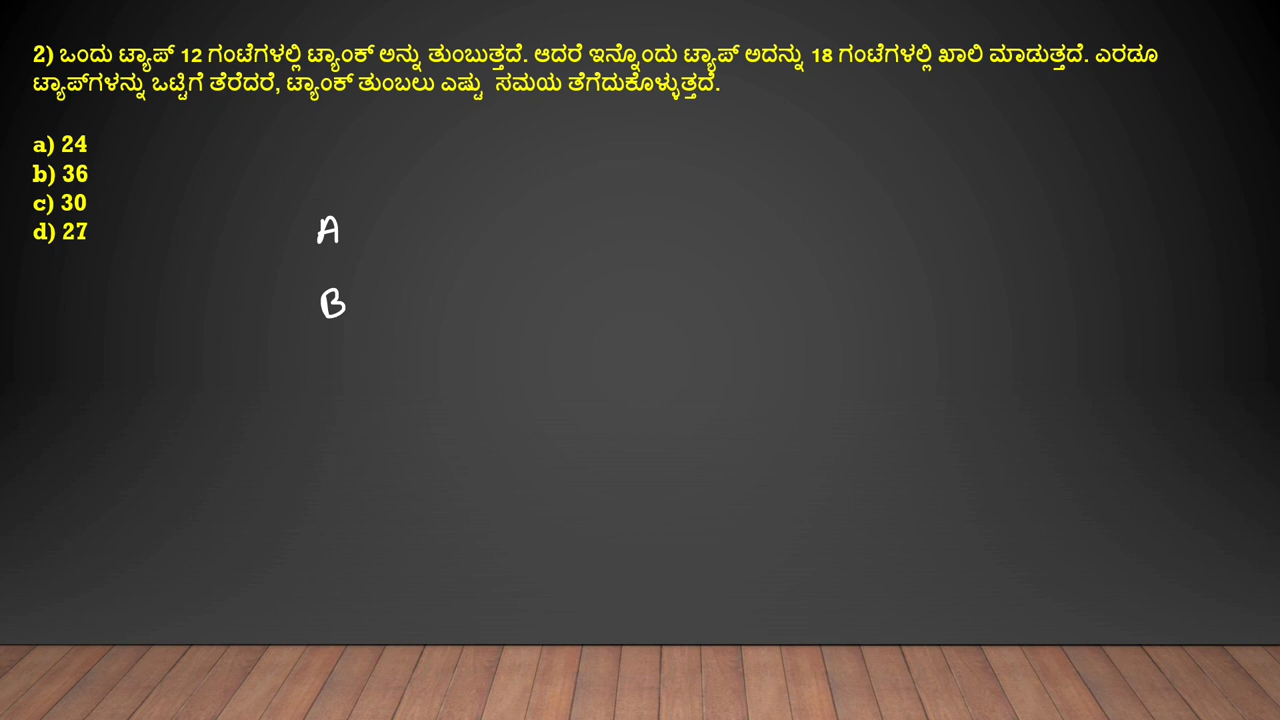 2) ಒಂದು ಟ್ಯಾಪ್ 12 ಗಂಟೆಗಳಲ್ಲಿ ಟ್ಯಾಂಕ್ ಅನ್ನು ತುಂಬುತ್ತದೆ. ಆದರೆ ಇನ್ನೊಂದು ಟ್ಯಾಪ್ ಅದನ್ನು 18 ಗಂಟೆಗಳಲ್ಲಿ ಖಾಲಿ ಮಾಡುತ್ತದೆ. ಎರಡೂ
ಟ್ಯಾಪ್‌ಗಳನ್ನು ಒಟ್ಟಿಗೆ ತೆರೆದರೆ, ಟ್ಯಾಂಕ್ ತುಂಬಲು ಎಷ್ಟು ಸಮಯ ತೆಗೆದುಕೊಳ್ಳುತ್ತದೆ.
a) 24
b) 36
c) 30
d) 27
A
B